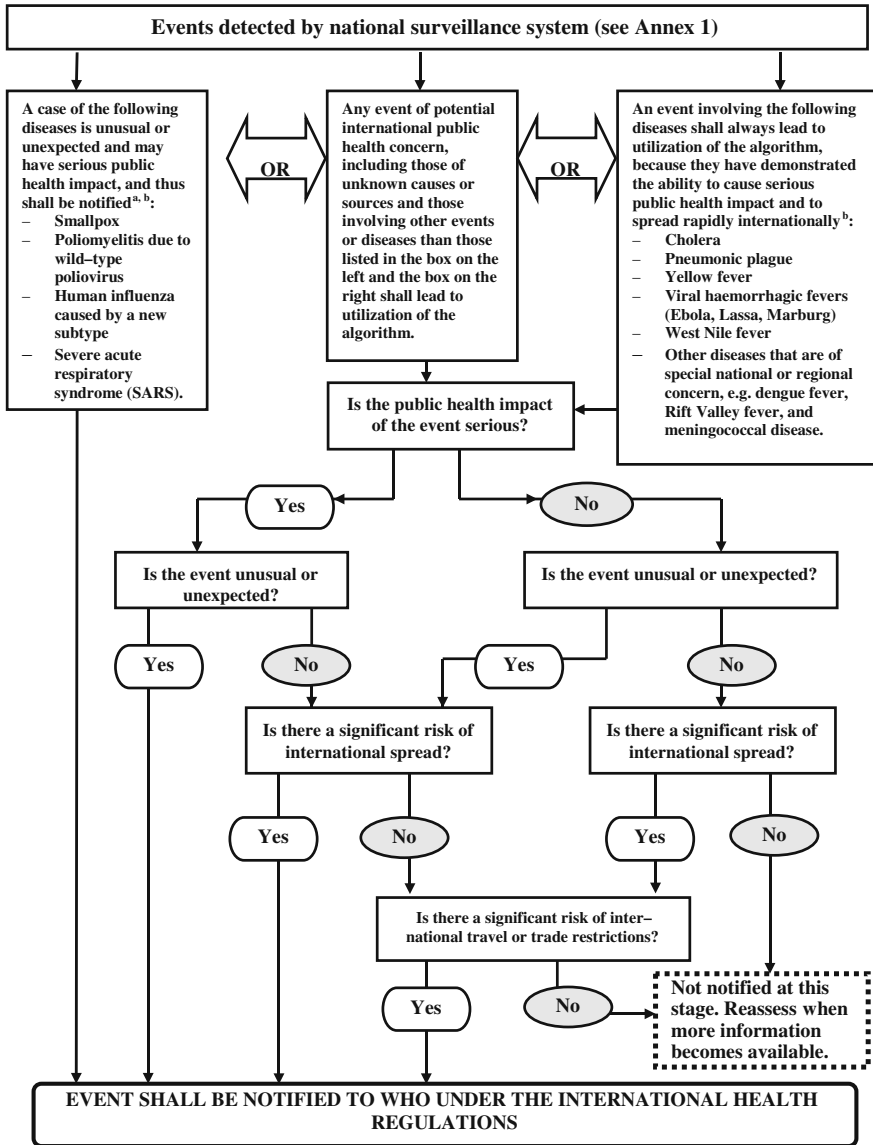 Events detected by national surveillance system (see Annex 1)
A case of the following
diseases is unusual or
unexpected and may
have serious public
health impact, and thus
shall be notifiedᵃ, ᵇ:
– Smallpox
– Poliomyelitis due to
wild–type
poliovirus
– Human influenza
caused by a new
subtype
– Severe acute
respiratory
syndrome (SARS).
OR
Any event of potential
international public
health concern,
including those of
unknown causes or
sources and those
involving other events
or diseases than those
listed in the box on the
left and the box on the
right shall lead to
utilization of the
algorithm.
OR
An event involving the following
diseases shall always lead to
utilization of the algorithm,
because they have demonstrated
the ability to cause serious
public health impact and to
spread rapidly internationally ᵇ:
– Cholera
– Pneumonic plague
– Yellow fever
– Viral haemorrhagic fevers
(Ebola, Lassa, Marburg)
– West Nile fever
– Other diseases that are of
special national or regional
concern, e.g. dengue fever,
Rift Valley fever, and
meningococcal disease.
Is the public health impact
of the event serious?
Yes
No
Is the event unusual or
unexpected?
Is the event unusual or unexpected?
Yes
No
Yes
No
Is there a significant risk of
international spread?
Is there a significant risk of
international spread?
Yes
No
Yes
No
Is there a significant risk of inter–
national travel or trade restrictions?
Yes
No
Not notified at this
stage. Reassess when
more information
becomes available.
EVENT SHALL BE NOTIFIED TO WHO UNDER THE INTERNATIONAL HEALTH
REGULATIONS